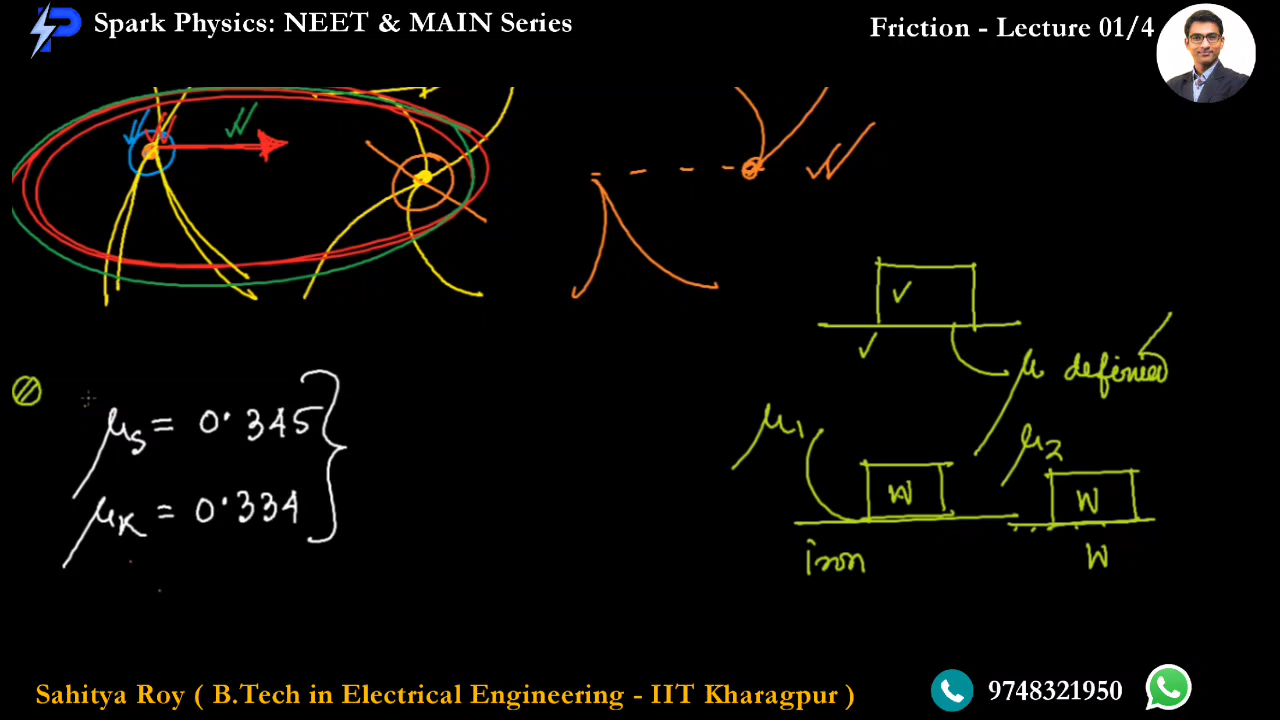 Spark Physics: NEET & MAIN Series
Friction - Lecture 01/4
μ defined
μs = 0.345
μK = 0.334
μ1
μ2
W
W
iron
W
Sahitya Roy ( B.Tech in Electrical Engineering - IIT Kharagpur )
9748321950